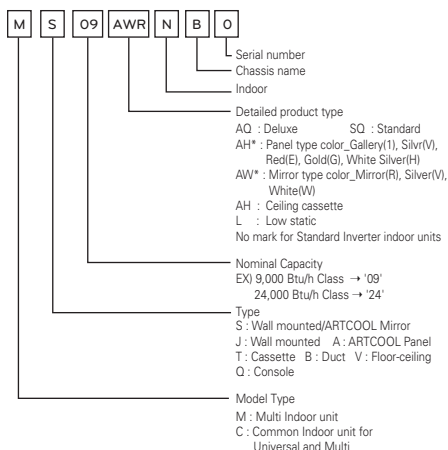 M S 09 AWR N B 0
Serial number
Chassis name
Indoor
Detailed product type
AQ : Deluxe SQ : Standard
AH* : Panel type color_Gallery(1), Silvr(V),
Red(E), Gold(G), White Silver(H)
AW* : Mirror type color_Mirror(R), Silver(V),
White(W)
AH : Ceiling cassette
L : Low static
No mark for Standard Inverter indoor units
Nominal Capacity
EX) 9,000 Btu/h Class → '09'
24,000 Btu/h Class → '24'
Type
S : Wall mounted/ARTCOOL Mirror
J : Wall mounted A : ARTCOOL Panel
T : Cassette B : Duct V : Floor-ceiling
Q : Console
Model Type
M : Multi Indoor unit
C : Common Indoor unit for
Universal and Multi